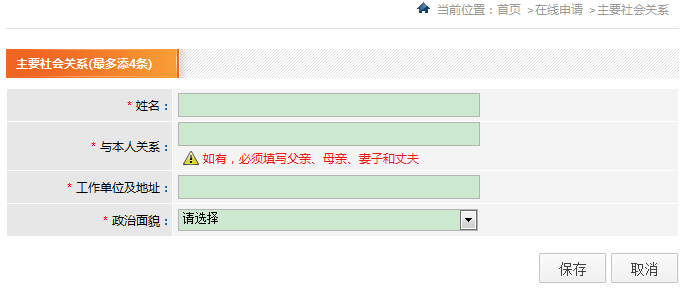 当前位置：首页 >在线申请 >主要社会关系
主要社会关系(最多添4条)
* 姓名：
* 与本人关系：
如有，必须填写父亲、母亲、妻子和丈夫
* 工作单位及地址：
* 政治面貌： 请选择
保存 取消